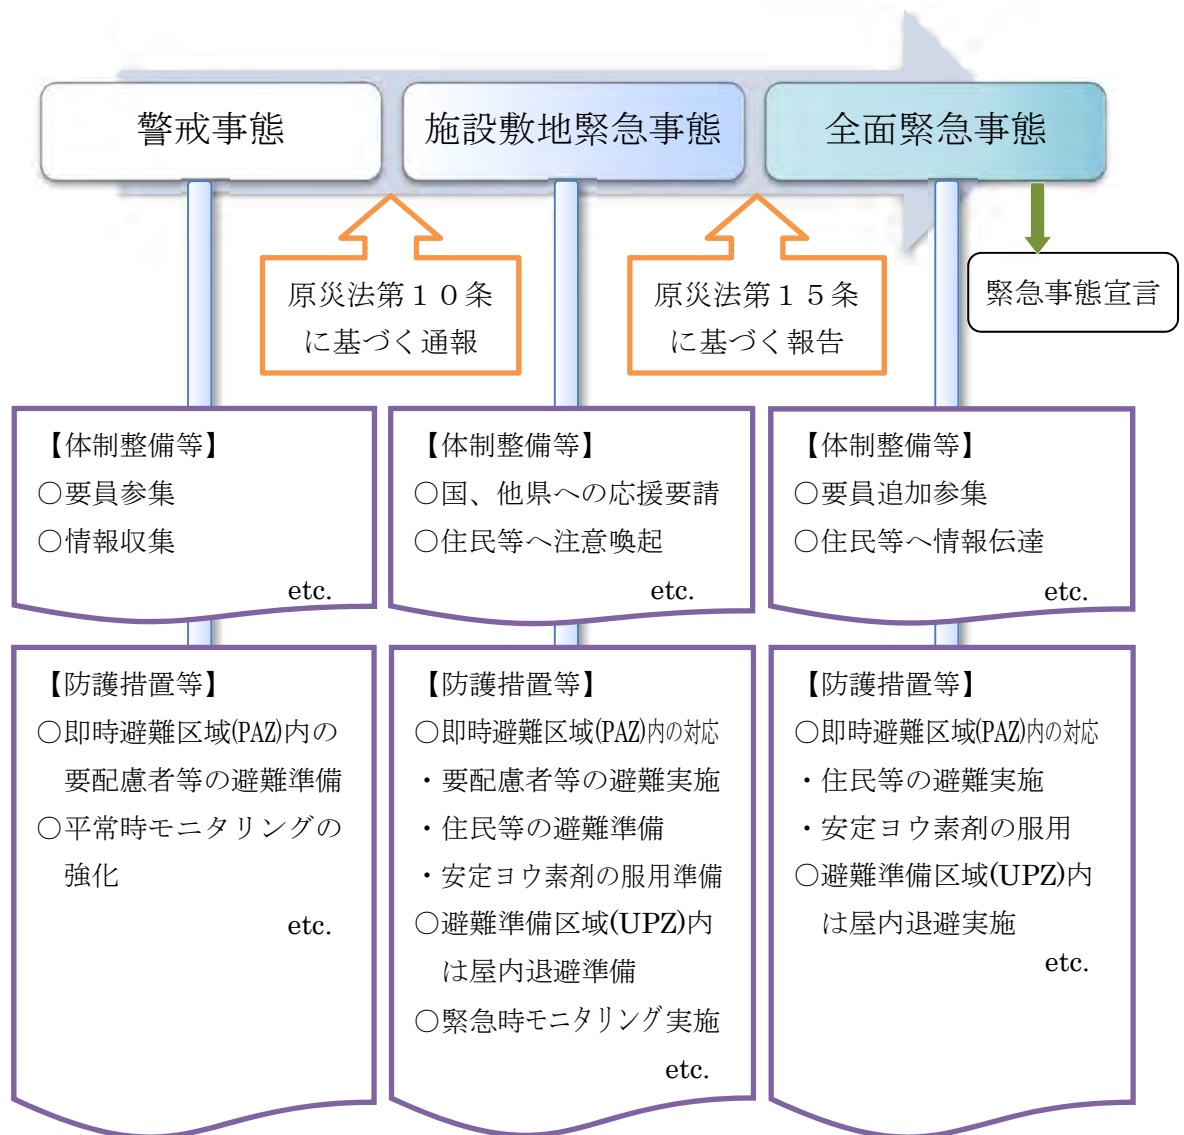 警戒事態
施設敷地緊急事態
全面緊急事態
原災法第１０条
に基づく通報
原災法第１５条
に基づく報告
緊急事態宣言
【体制整備等】
○要員参集
○情報収集
etc.
【体制整備等】
○国、他県への応援要請
○住民等へ注意喚起
etc.
【体制整備等】
○要員追加参集
○住民等へ情報伝達
etc.
【防護措置等】
○即時避難区域(PAZ)内の
要配慮者等の避難準備
○平常時モニタリングの
強化
etc.
【防護措置等】
○即時避難区域(PAZ)内の対応
・要配慮者等の避難実施
・住民等の避難準備
・安定ヨウ素剤の服用準備
○避難準備区域(UPZ)内
は屋内退避準備
○緊急時モニタリング実施
etc.
【防護措置等】
○即時避難区域(PAZ)内の対応
・住民等の避難実施
・安定ヨウ素剤の服用
○避難準備区域(UPZ)内
は屋内退避実施
etc.